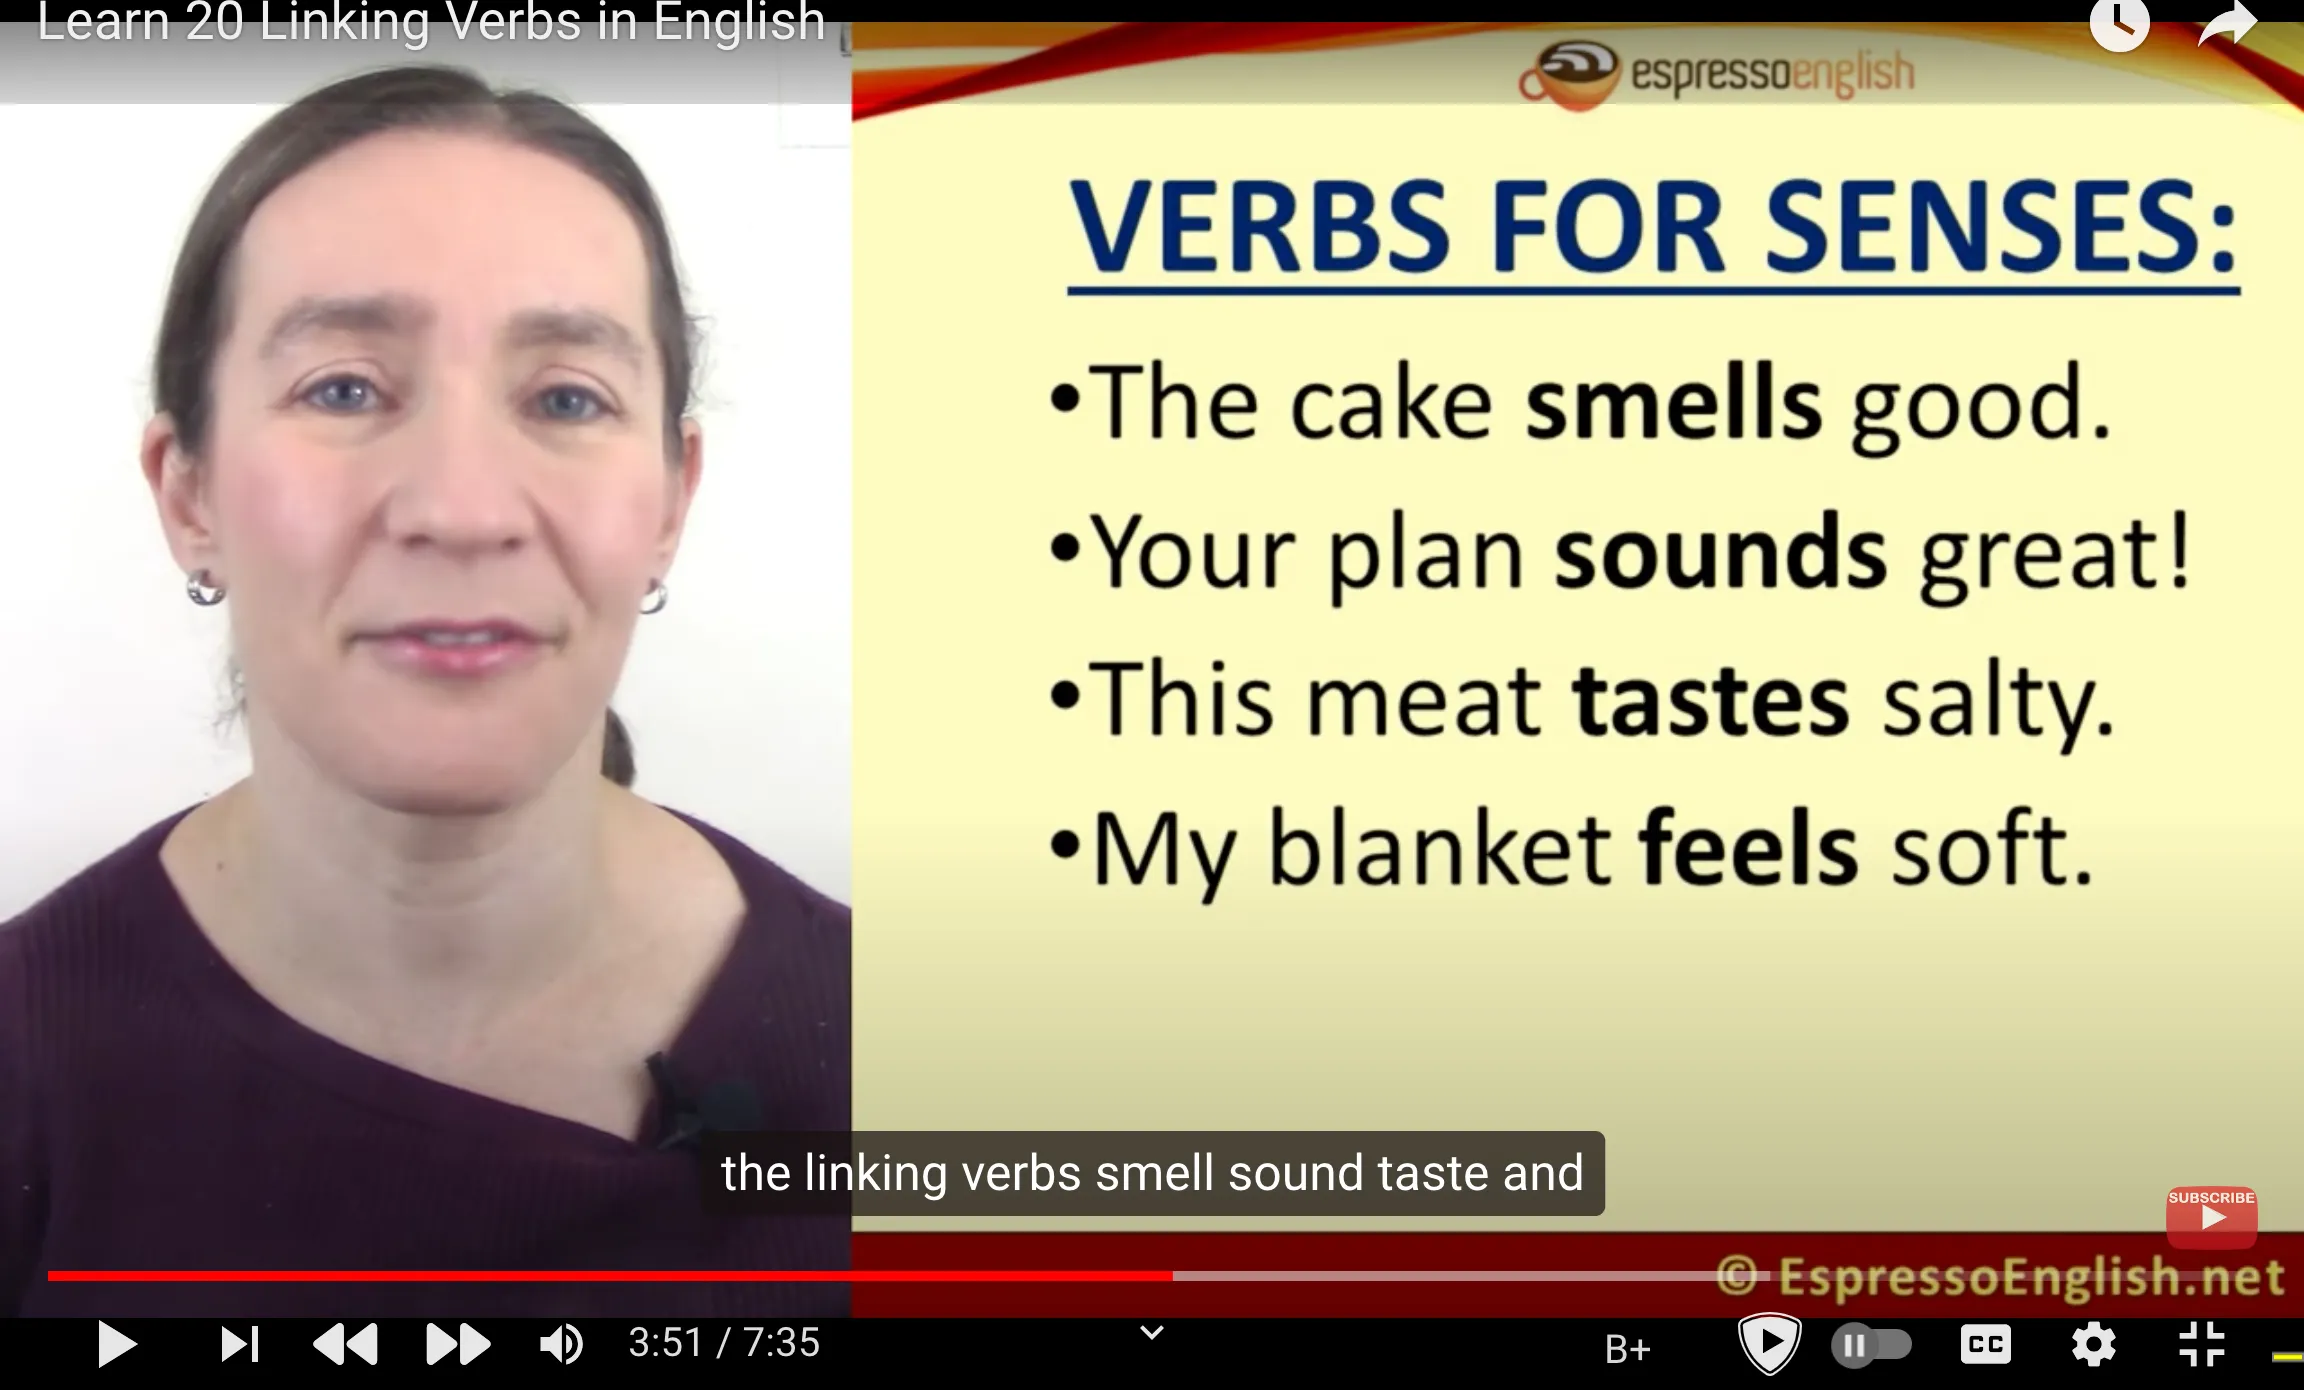 Learn 20 Linking Verbs in English
espressoenglish
VERBS FOR SENSES:
•The cake smells good.
•Your plan sounds great!
•This meat tastes salty.
•My blanket feels soft.
the linking verbs smell sound taste and
SUBSCRIBE
© EspressoEnglish.net
3:51 / 7:35
B+
CC